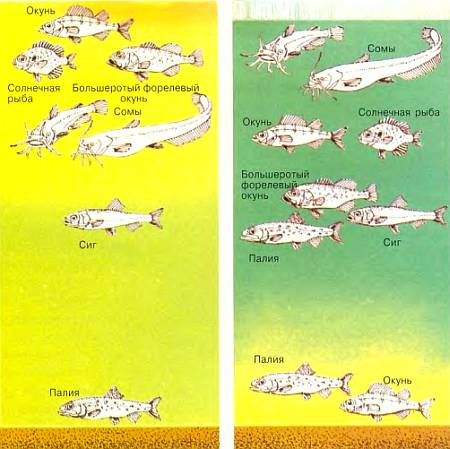 Окунь
Солнечная
рыба
Большеротый форелевый
окунь
Сомы
Сиг
Палия
Сомы
Окунь
Солнечная рыба
Большеротый
форелевый
окунь
Сиг
Палия
Палия
Окунь